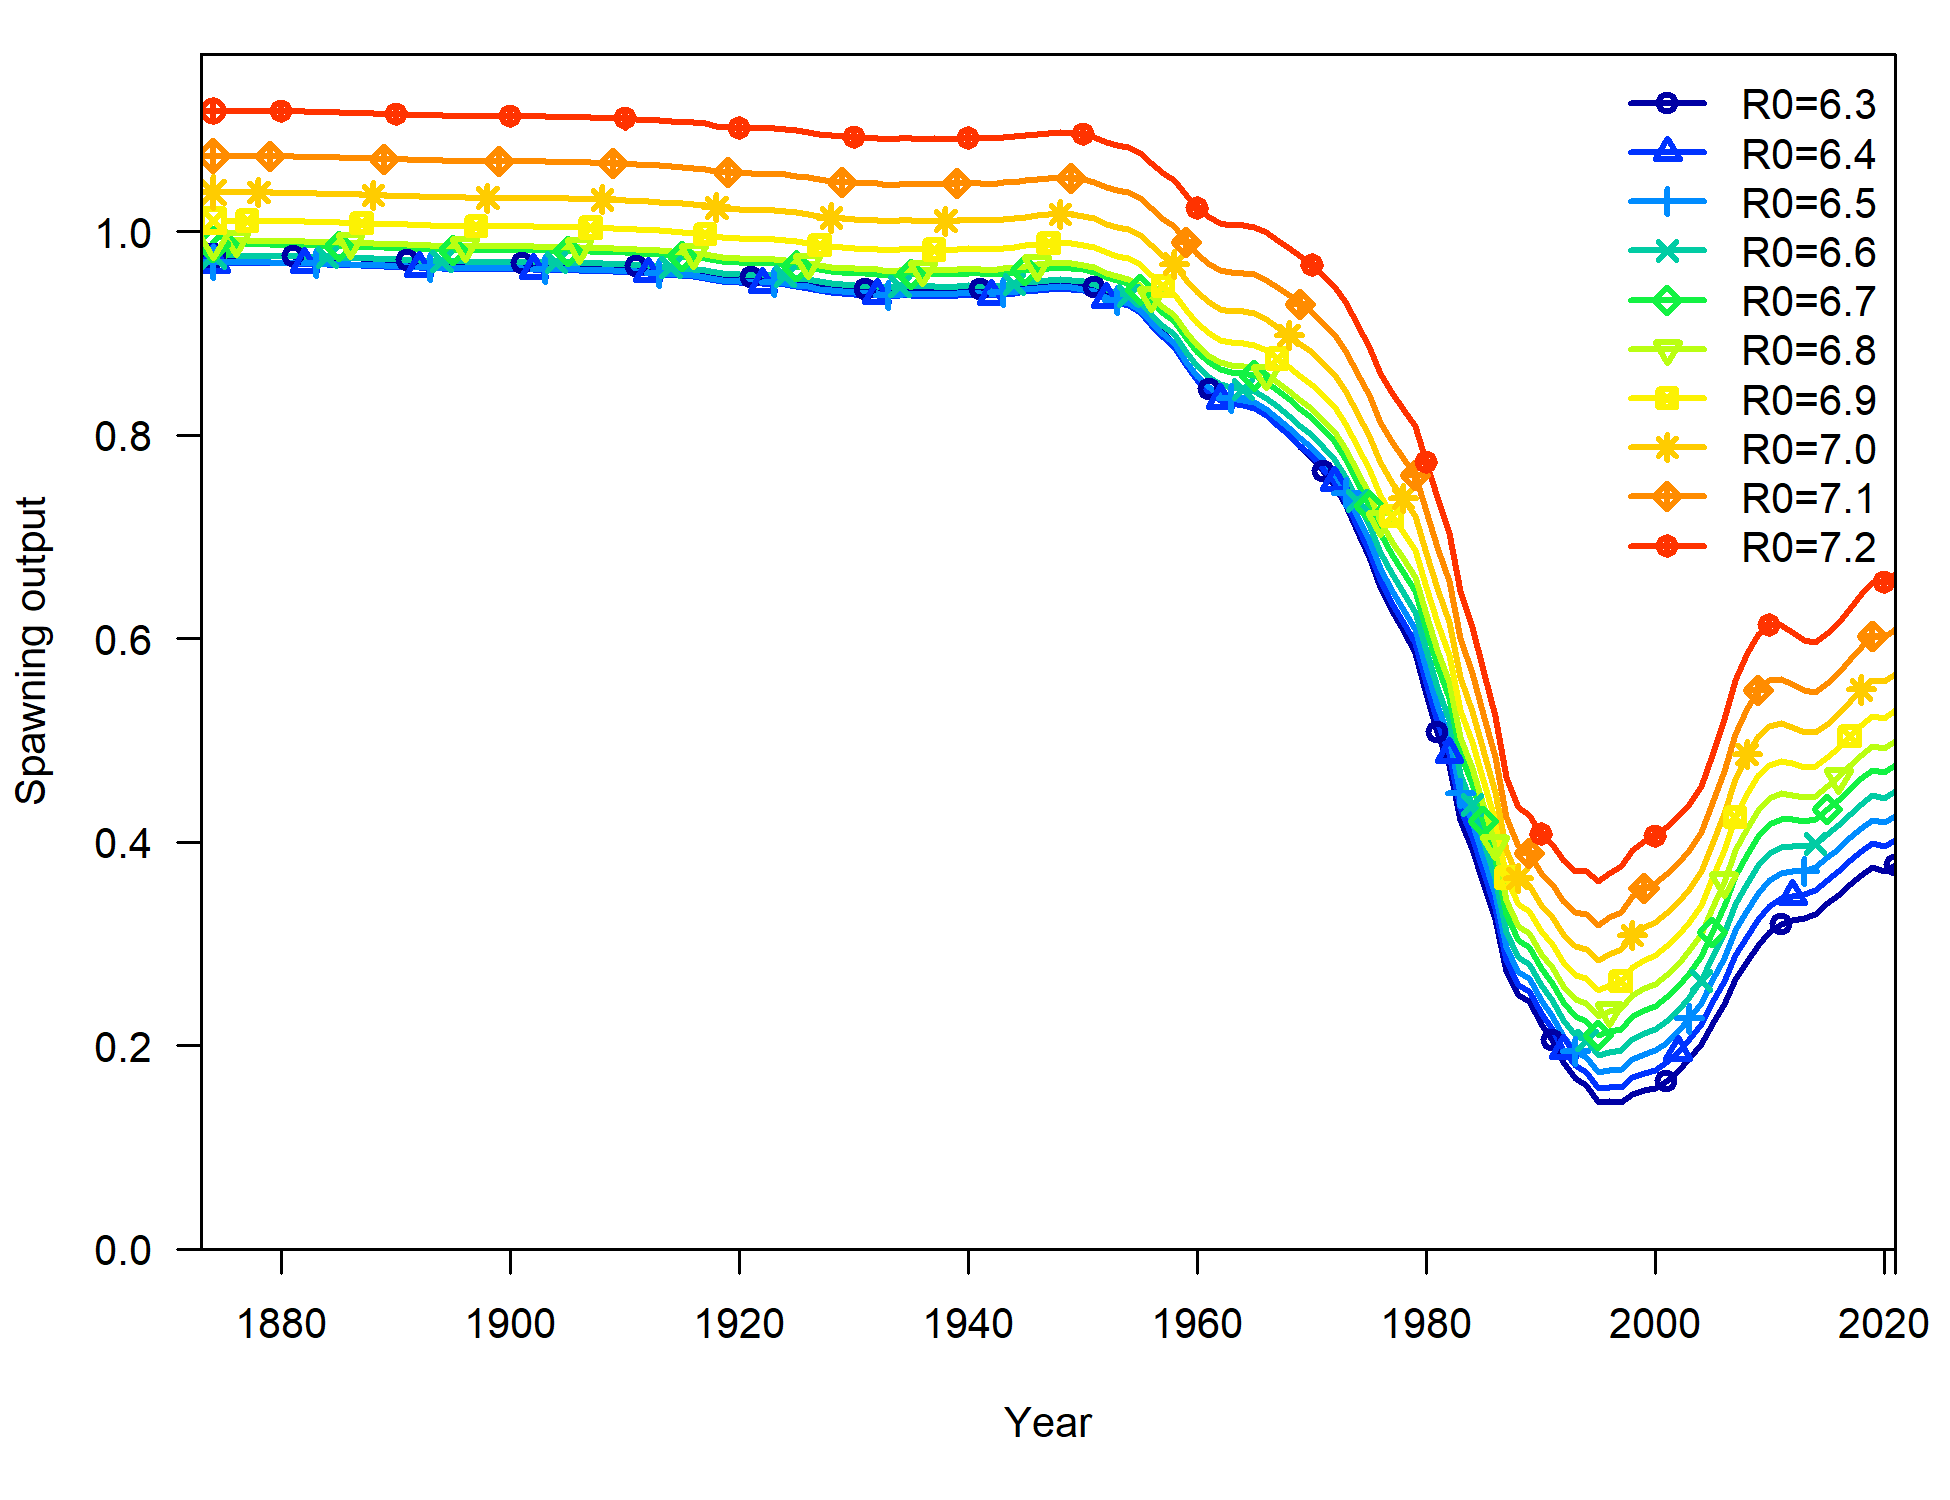 R0=6.3
R0=6.4
R0=6.5
R0=6.6
R0=6.7
R0=6.8
R0=6.9
R0=7.0
R0=7.1
R0=7.2
Spawning output
1.0
0.8
0.6
0.4
0.2
0.0
1880 1900 1920 1940 1960 1980 2000 2020
Year